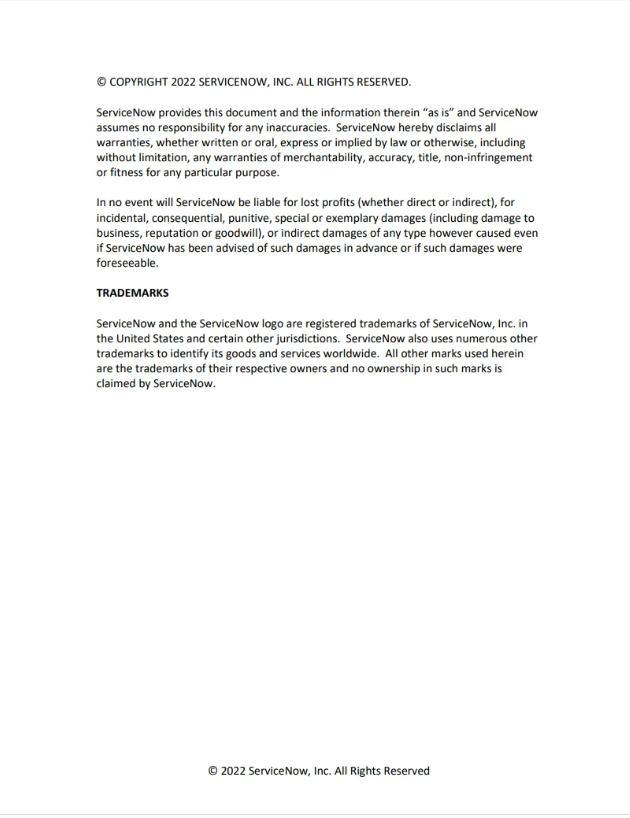 © COPYRIGHT 2022 SERVICENOW, INC. ALL RIGHTS RESERVED.
ServiceNow provides this document and the information therein “as is” and ServiceNow
assumes no responsibility for any inaccuracies.  ServiceNow hereby disclaims all
warranties, whether written or oral, express or implied by law or otherwise, including
without limitation, any warranties of merchantability, accuracy, title, non-infringement
or fitness for any particular purpose.
In no event will ServiceNow be liable for lost profits (whether direct or indirect), for
incidental, consequential, punitive, special or exemplary damages (including damage to
business, reputation or goodwill), or indirect damages of any type however caused even
if ServiceNow has been advised of such damages in advance or if such damages were
foreseeable.
TRADEMARKS
ServiceNow and the ServiceNow logo are registered trademarks of ServiceNow, Inc. in
the United States and certain other jurisdictions.  ServiceNow also uses numerous other
trademarks to identify its goods and services worldwide.  All other marks used herein
are the trademarks of their respective owners and no ownership in such marks is
claimed by ServiceNow.
© 2022 ServiceNow, Inc. All Rights Reserved